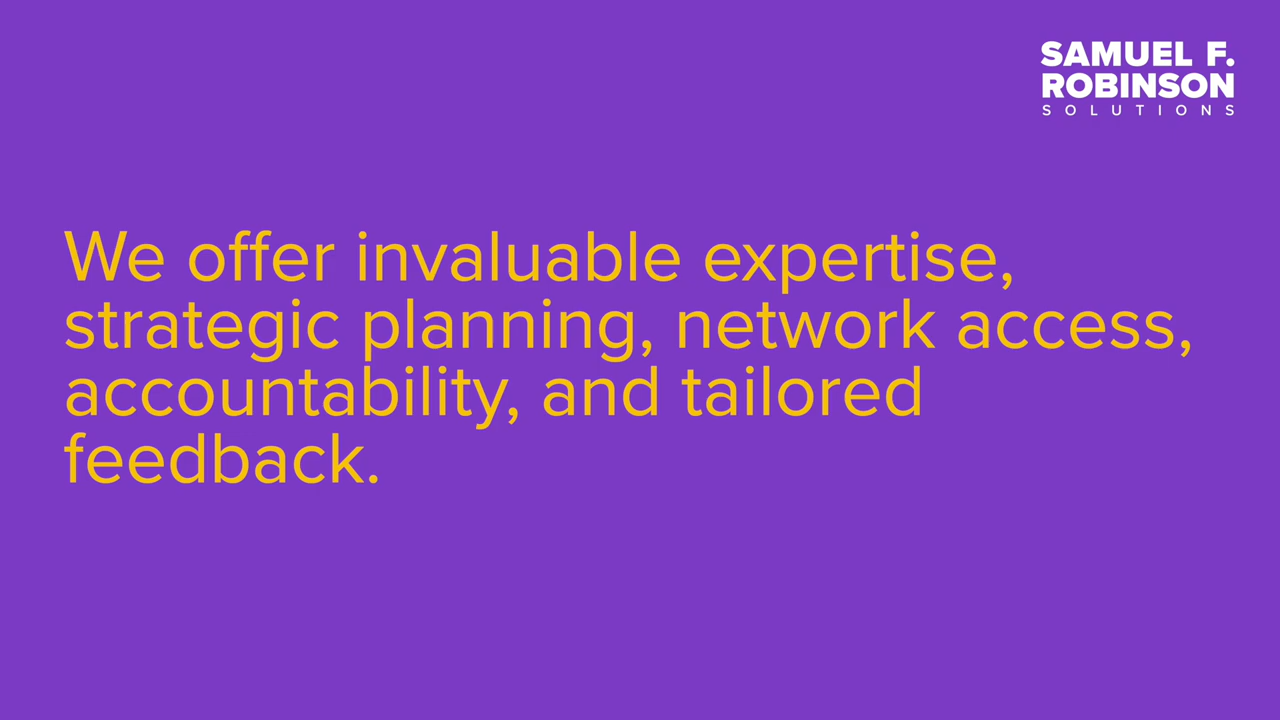 SAMUEL F.
ROBINSON
SOLUTIONS
We offer invaluable expertise,
strategic planning, network access,
accountability, and tailored
feedback.